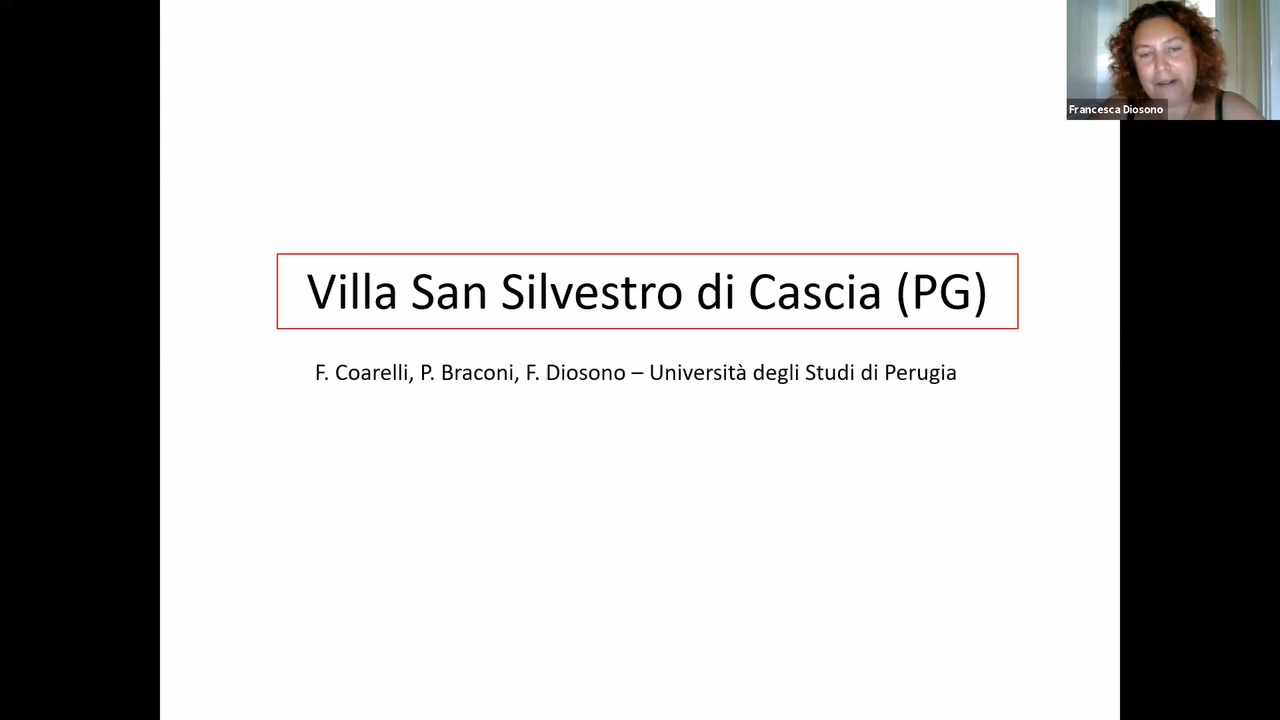 Francesca Diosono
Villa San Silvestro di Cascia (PG)
F. Coarelli, P. Braconi, F. Diosono – Università degli Studi di Perugia